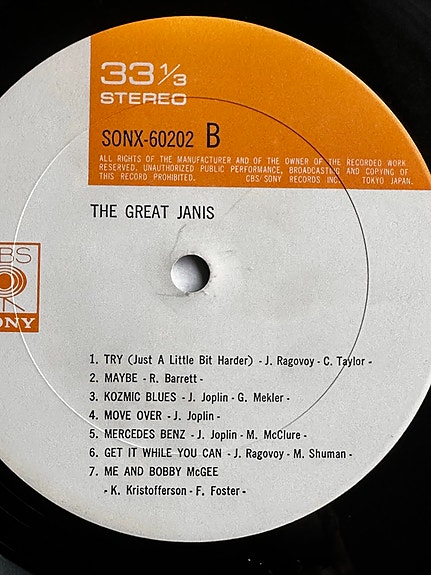 33 1/3
STEREO
SONX-60202 B
ALL RIGHTS OF THE MANUFACTURER AND OF THE OWNER OF THE RECORDED WORK
RESERVED. UNAUTHORIZED PUBLIC PERFORMANCE, BROADCASTING AND COPYING OF
THIS RECORD PROHIBITED. CBS/SONY RECORDS INC. TOKYO JAPAN.
THE GREAT JANIS
BS
ONY
1. TRY (Just A Little Bit Harder) - J. Ragovoy - C. Taylor -
2. MAYBE - R. Barrett -
3. KOZMIC BLUES - J. Joplin - G. Mekler -
4. MOVE OVER - J. Joplin -
5. MERCEDES BENZ - J. Joplin - M. McClure -
6. GET IT WHILE YOU CAN - J. Ragovoy - M. Shuman -
7. ME AND BOBBY McGEE
- K. Kristofferson - F. Foster -